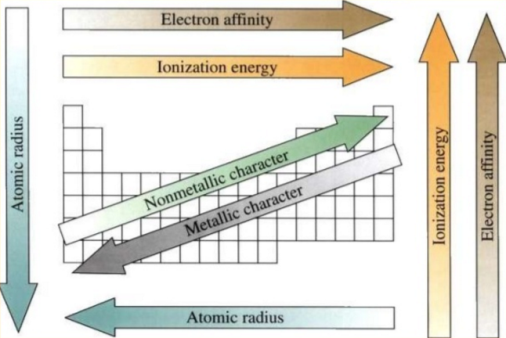 Electron affinity
Ionization energy
Atomic radius
Nonmetallic character
Metallic character
Ionization energy
Electron affinity
Atomic radius